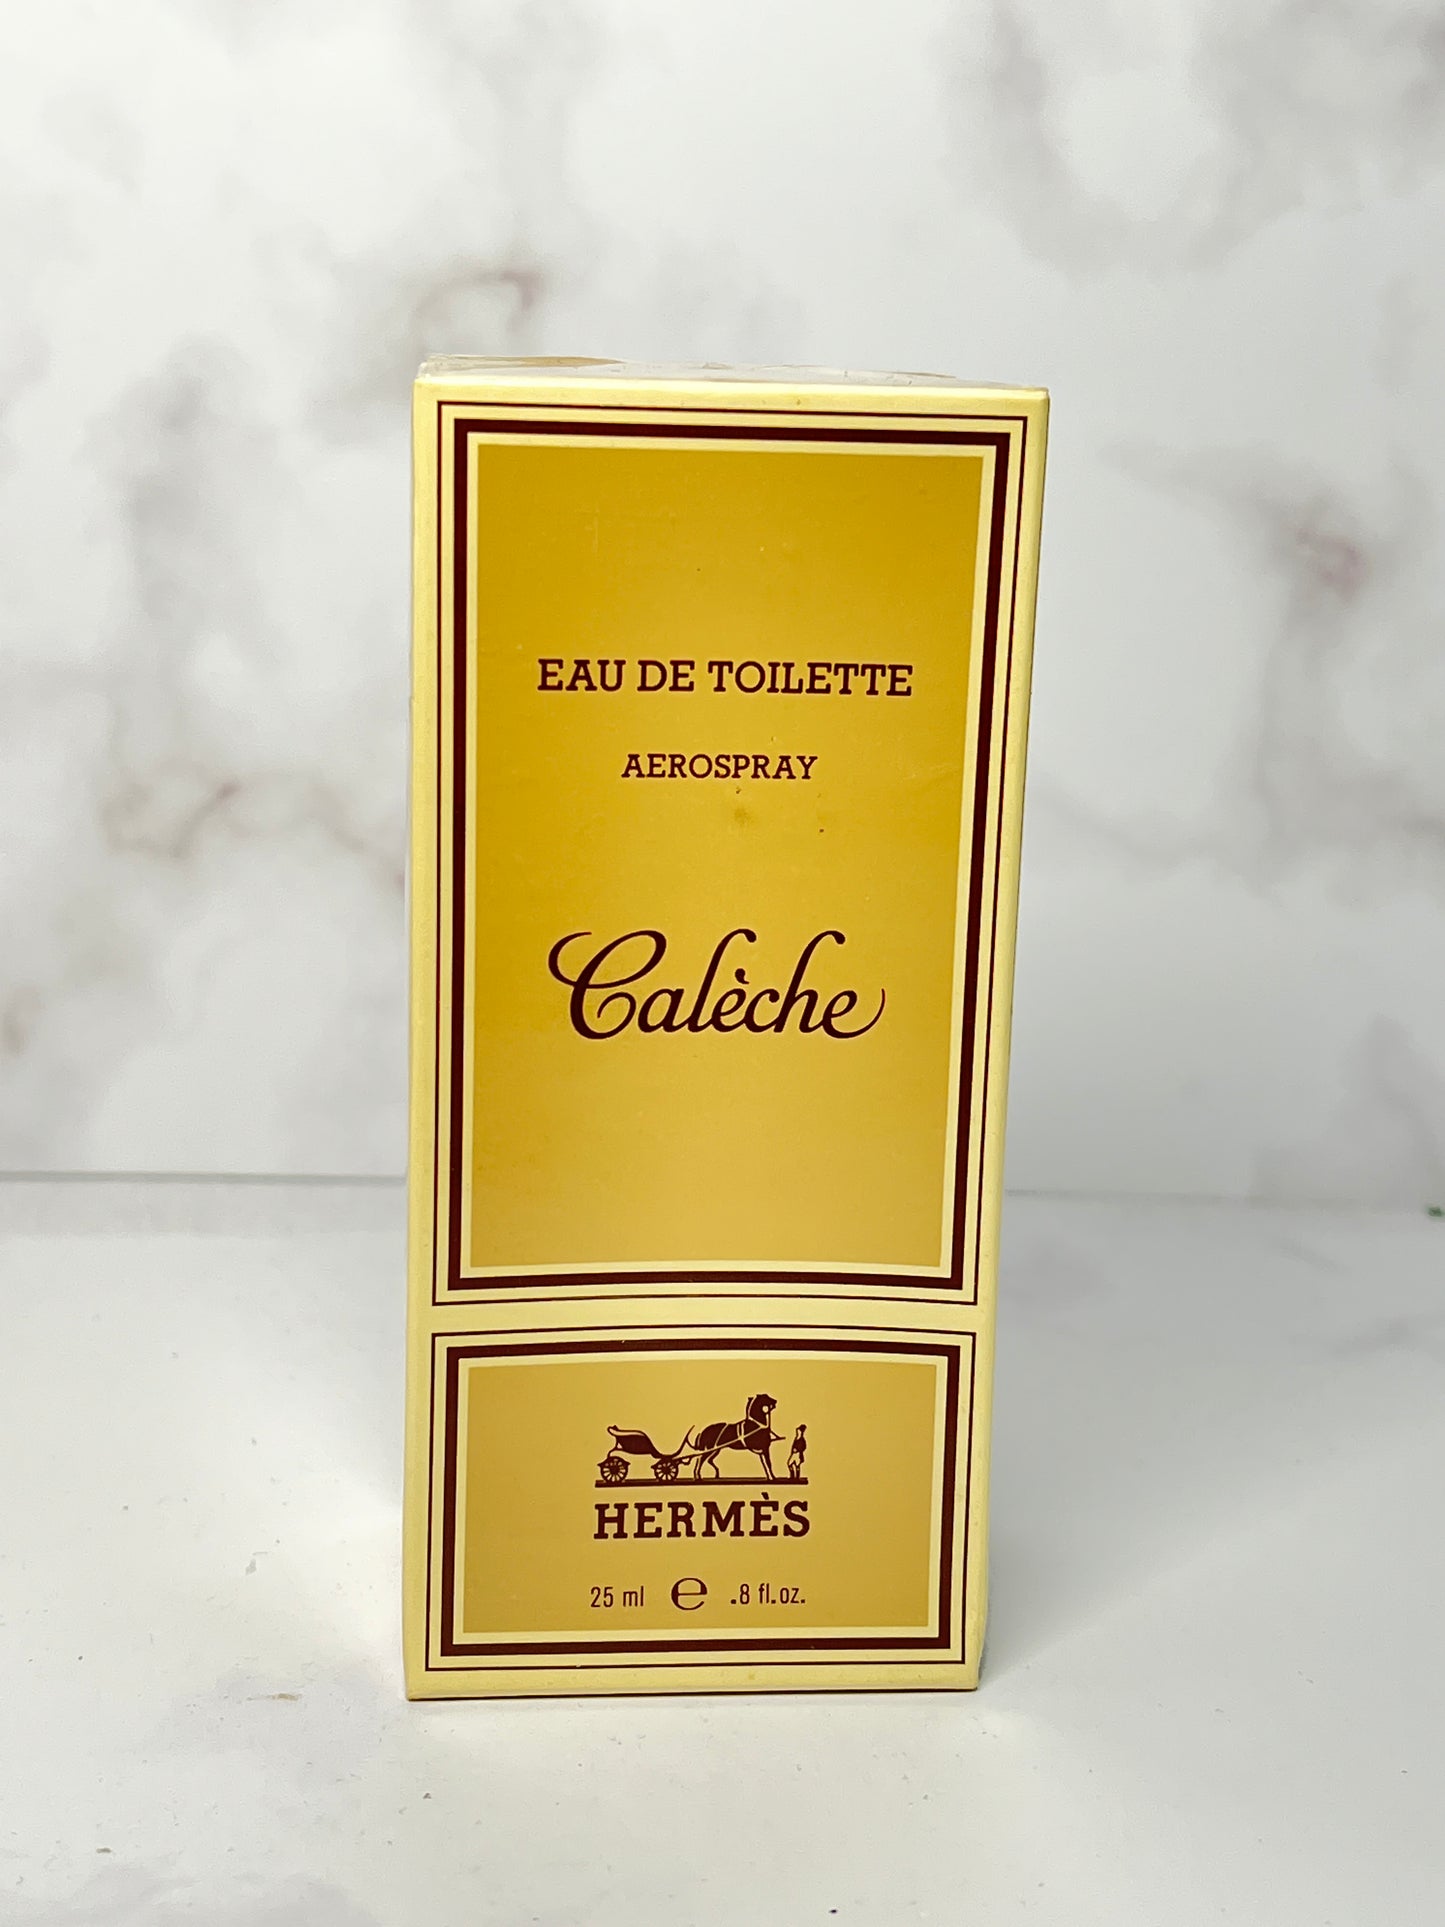 EAU DE TOILETTE
AEROSPRAY
Calèche
HERMÈS
25 ml ℮ .8 fl.oz.